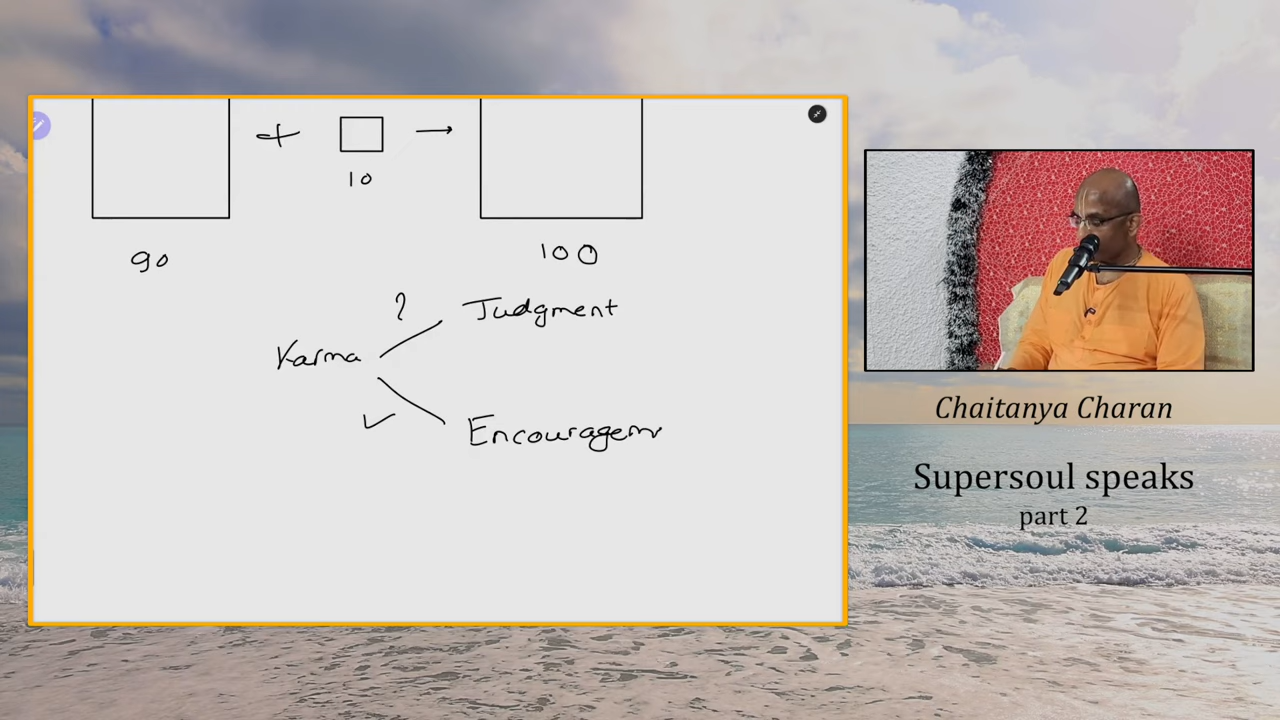 + →
10
90
100
? Judgment
Karma
✓ Encouragem
Chaitanya Charan
Supersoul speaks
part 2